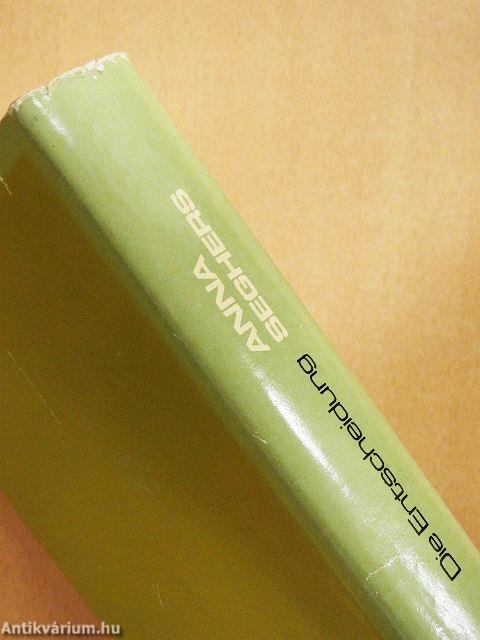 ANNA
SEGHERS
Die Entscheidung
Antikvárium.hu